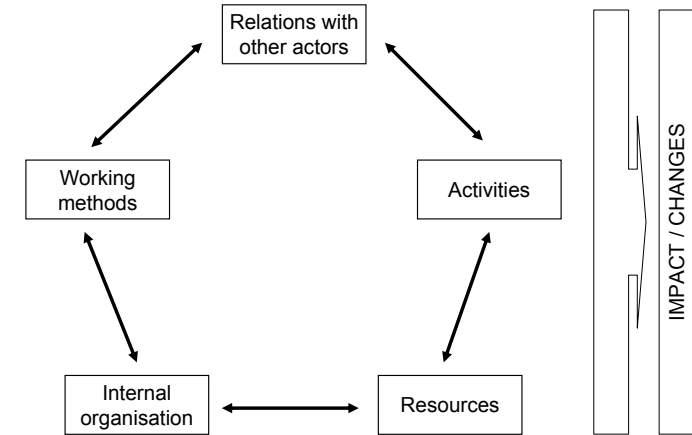 Relations with
other actors
Working
methods
Activities
Internal
organisation
Resources
IMPACT / CHANGES